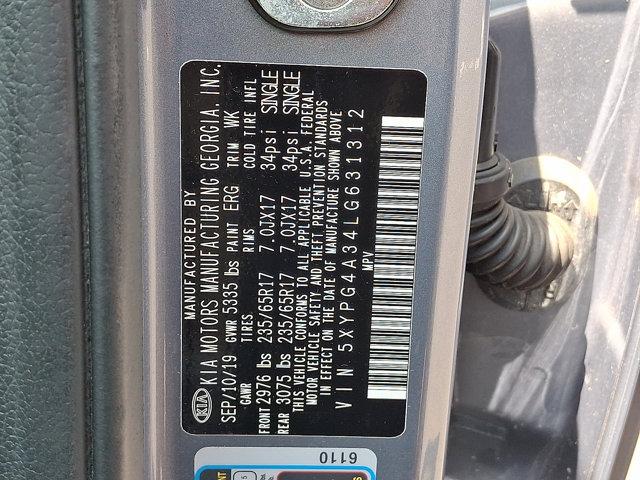 MANUFACTURED BY
KIA KIA MOTORS MANUFACTURING GEORGIA, INC.
SEP/10/19 GVWR 5335 lbs PAINT ERG TRIM WK
GAWR TIRES RIMS COLD TIRE INFL
FRONT 2976 lbs 235/65R17 7.0JX17 34psi SINGLE
REAR 3075 lbs 235/65R17 7.0JX17 34psi SINGLE
THIS VEHICLE CONFORMS TO ALL APPLICABLE U.S.A. FEDERAL
MOTOR VEHICLE SAFETY AND THEFT PREVENTION STANDARDS
IN EFFECT ON THE DATE OF MANUFACTURE SHOWN ABOVE
VIN 5XYPG4A34LG631312
MPV
6110